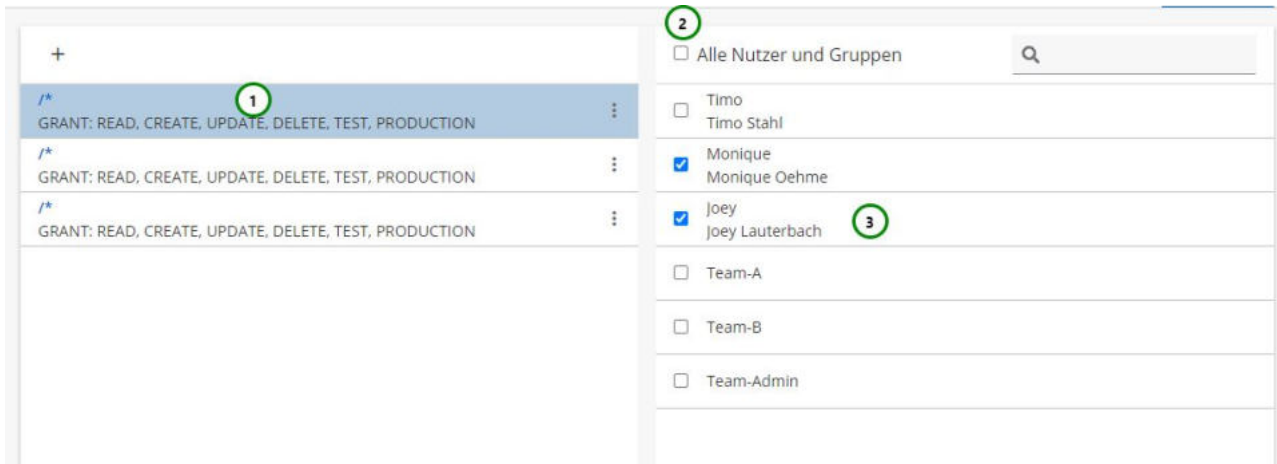 +
/*
1
GRANT: READ, CREATE, UPDATE, DELETE, TEST, PRODUCTION
/*
GRANT: READ, CREATE, UPDATE, DELETE, TEST, PRODUCTION
/*
GRANT: READ, CREATE, UPDATE, DELETE, TEST, PRODUCTION
2
Alle Nutzer und Gruppen
Timo
Timo Stahl
Monique
Monique Oehme
Joey
Joey Lauterbach
3
Team-A
Team-B
Team-Admin